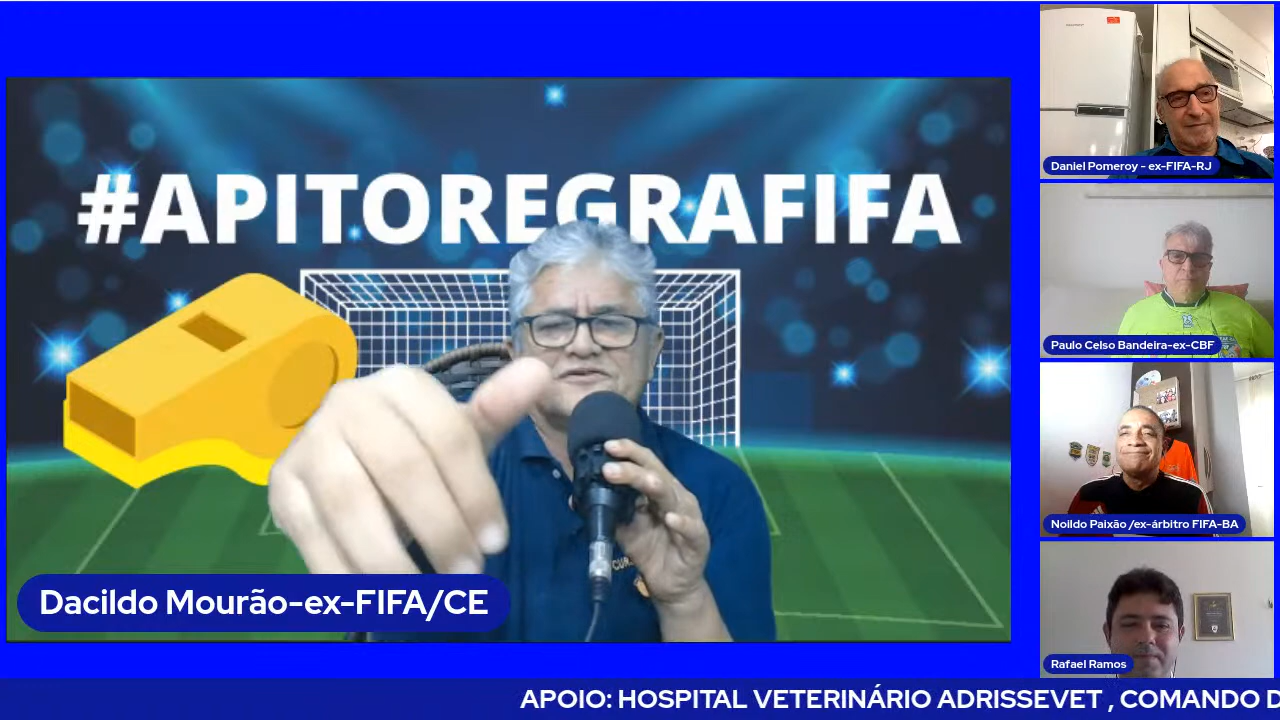 #APITOREGRAFIFA
Dacildo Mourão-ex-FIFA/CE
Daniel Pomeroy - ex-FIFA-RJ
Paulo Celso Bandeira-ex-CBF
Noildo Paixão /ex-árbitro FIFA-BA
Rafael Ramos
APOIO: HOSPITAL VETERINÁRIO ADRISSEVET , COMANDO D